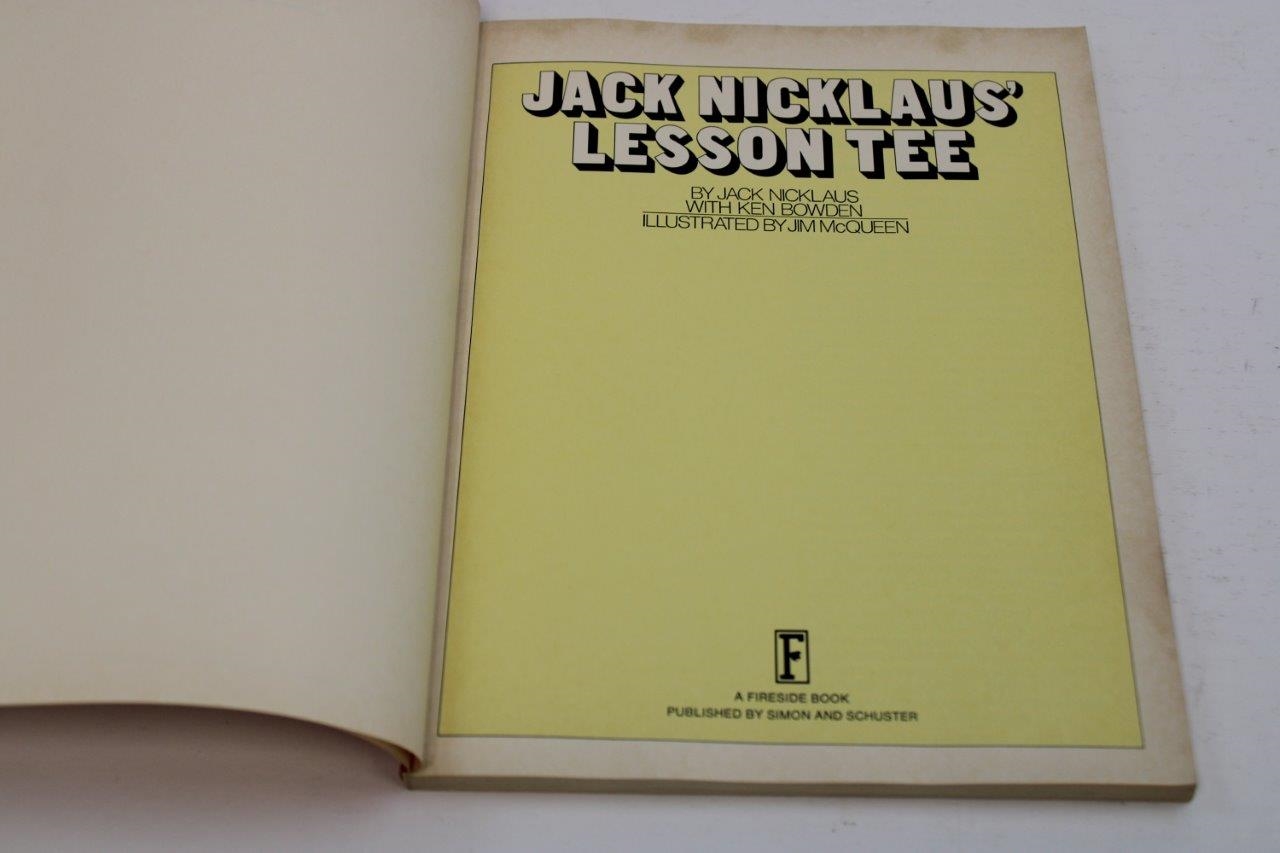 JACK NICKLAUS'
LESSON TEE
BY JACK NICKLAUS
WITH KEN BOWDEN
ILLUSTRATED BY JIM McQUEEN
F
A FIRESIDE BOOK
PUBLISHED BY SIMON AND SCHUSTER